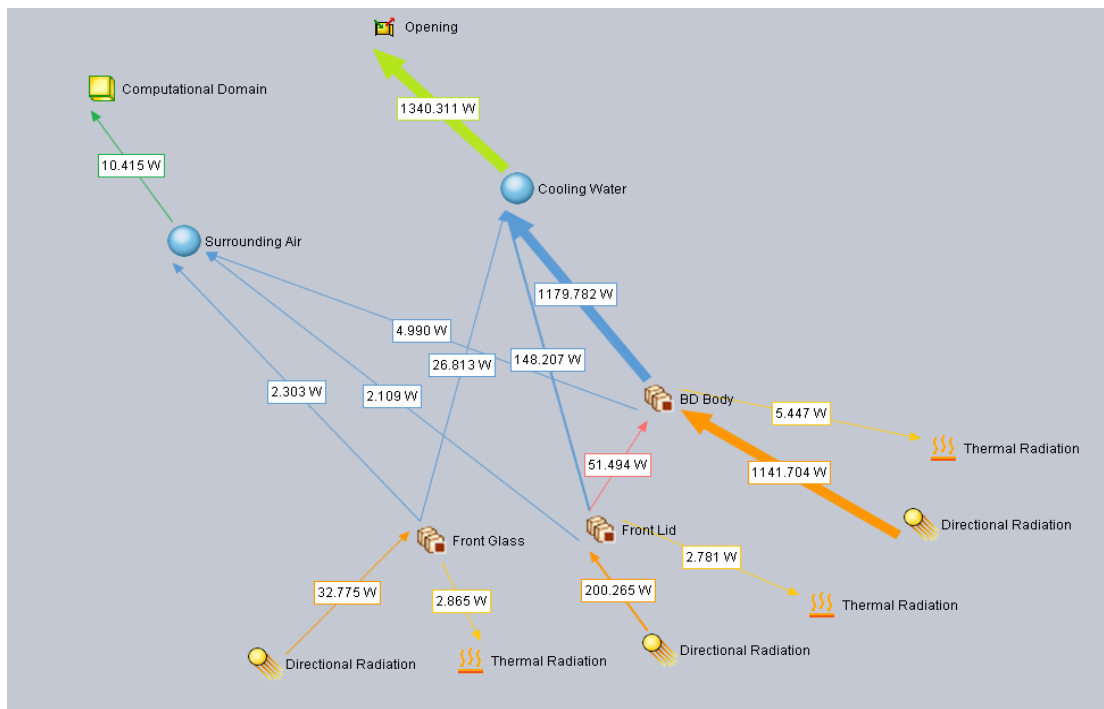 Opening
Computational Domain
1340.311 W
10.415 W
Cooling Water
Surrounding Air
1179.782 W
4.990 W
26.813 W
148.207 W
2.303 W
2.109 W
BD Body
5.447 W
Thermal Radiation
51.494 W
1141.704 W
Directional Radiation
Front Glass
Front Lid
2.781 W
32.775 W
2.865 W
200.265 W
Thermal Radiation
Directional Radiation
Thermal Radiation
Directional Radiation